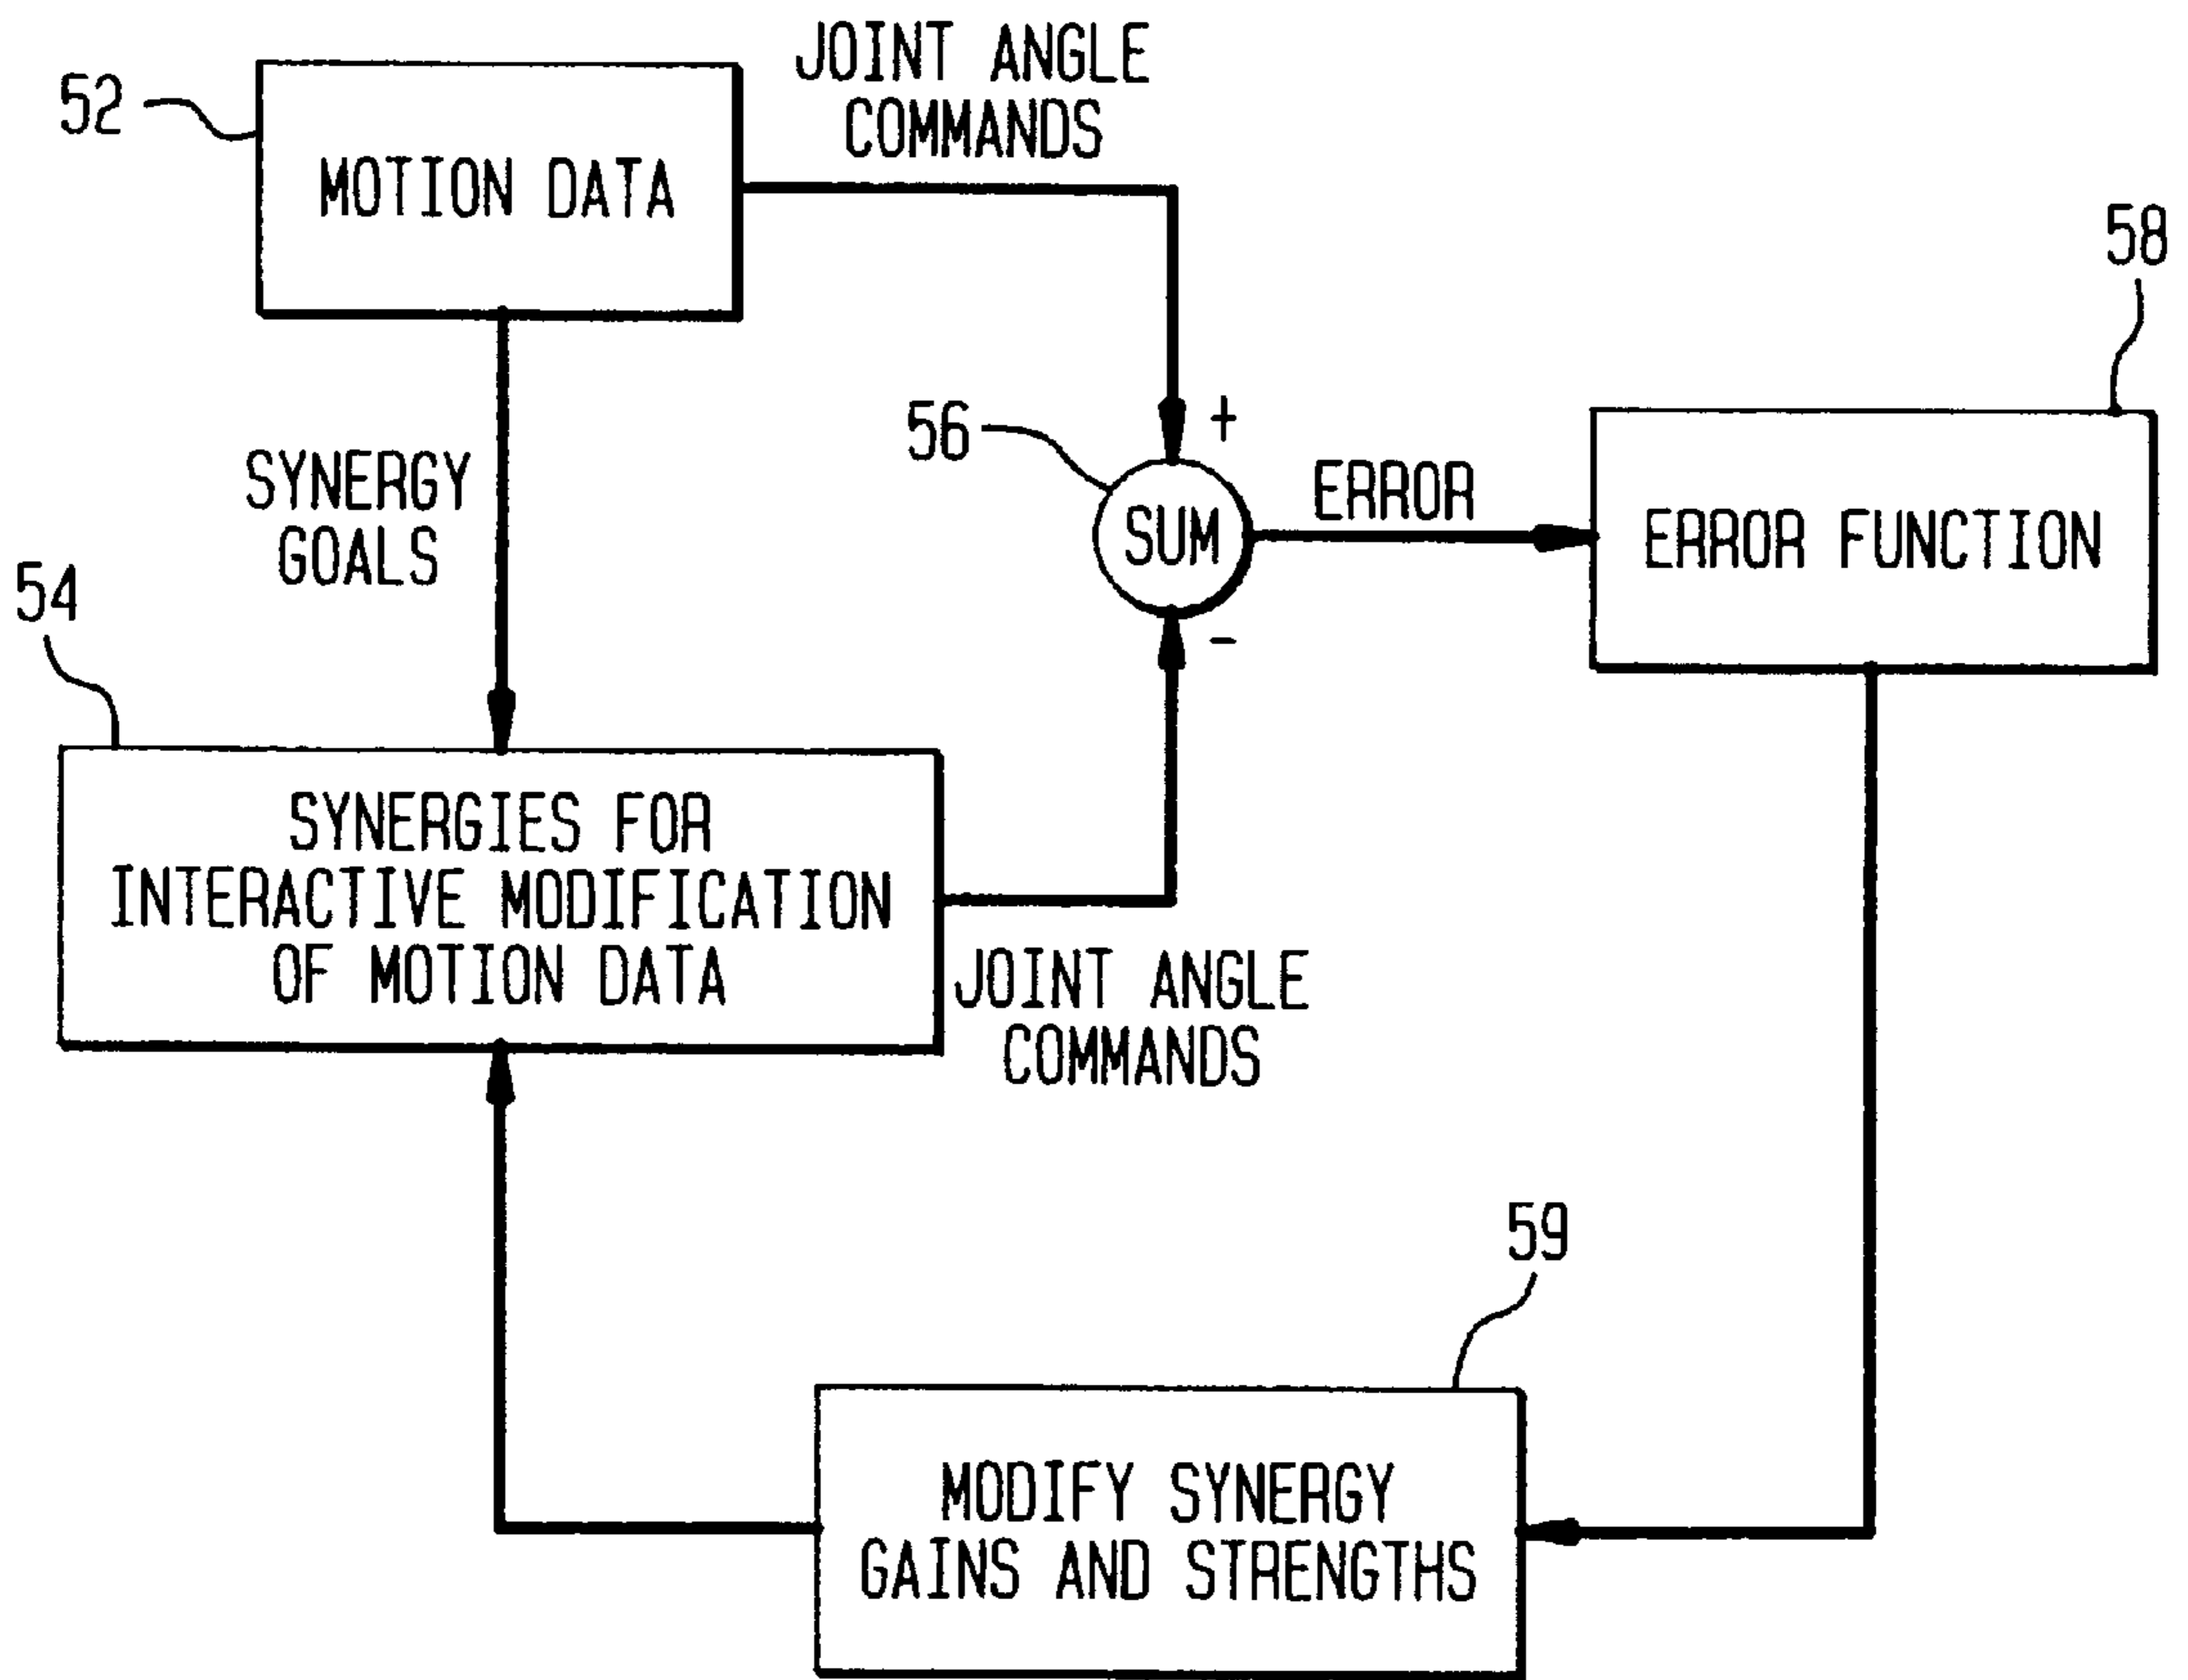 JOINT ANGLE
COMMANDS
52
MOTION DATA
58
+
56
SYNERGY
GOALS
SUM
ERROR
ERROR FUNCTION
54
-
SYNERGIES FOR
INTERACTIVE MODIFICATION
OF MOTION DATA
JOINT ANGLE
COMMANDS
59
MODIFY SYNERGY
GAINS AND STRENGTHS